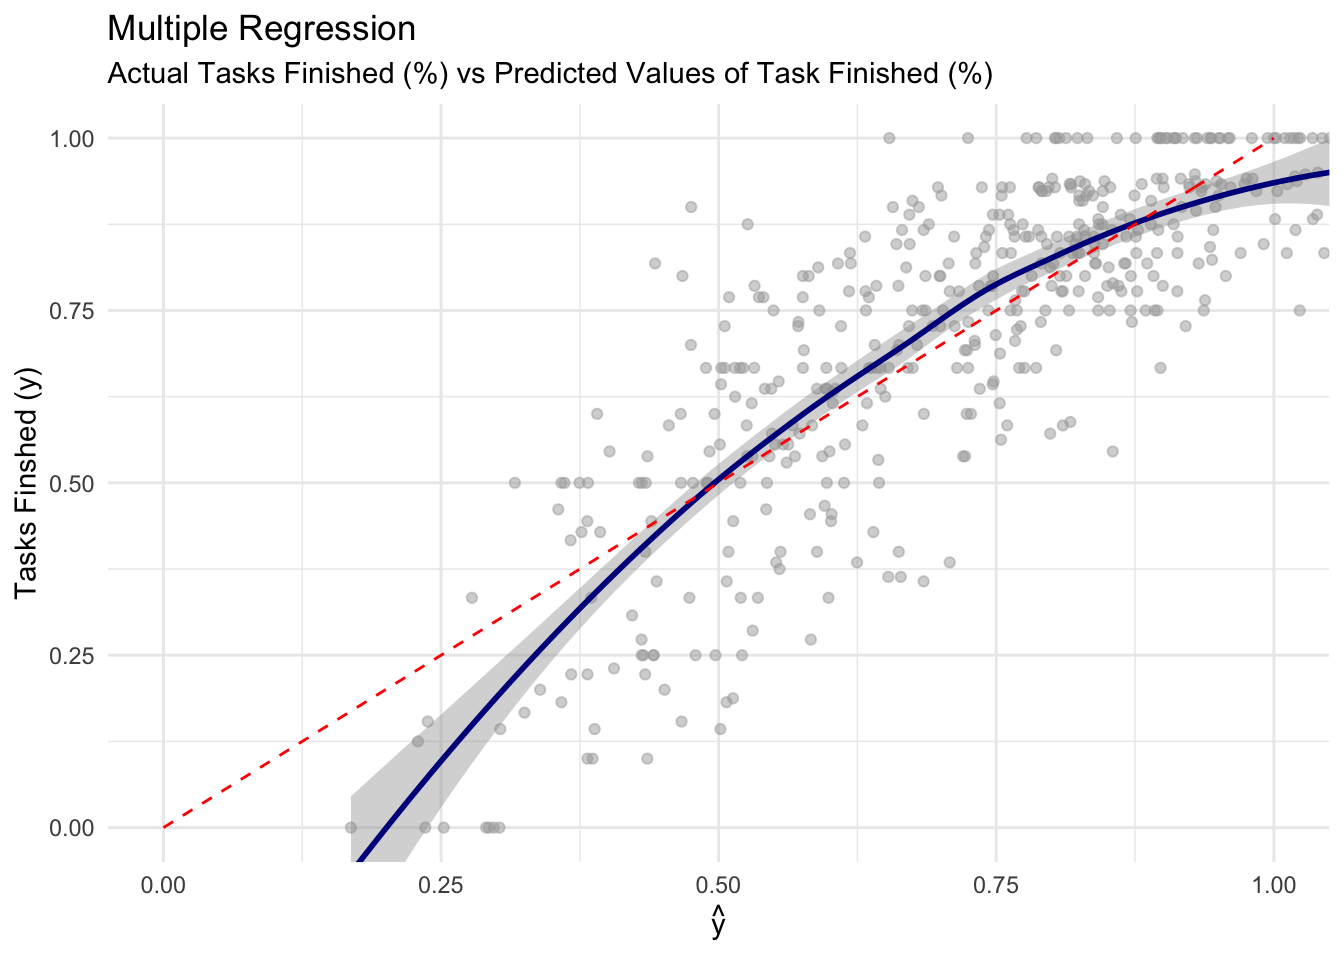 Multiple Regression
Actual Tasks Finished (%) vs Predicted Values of Task Finished (%)
Tasks Finshed (y)
1.00
0.75
0.50
0.25
0.00
0.00 0.25 0.50 0.75 1.00
ŷ